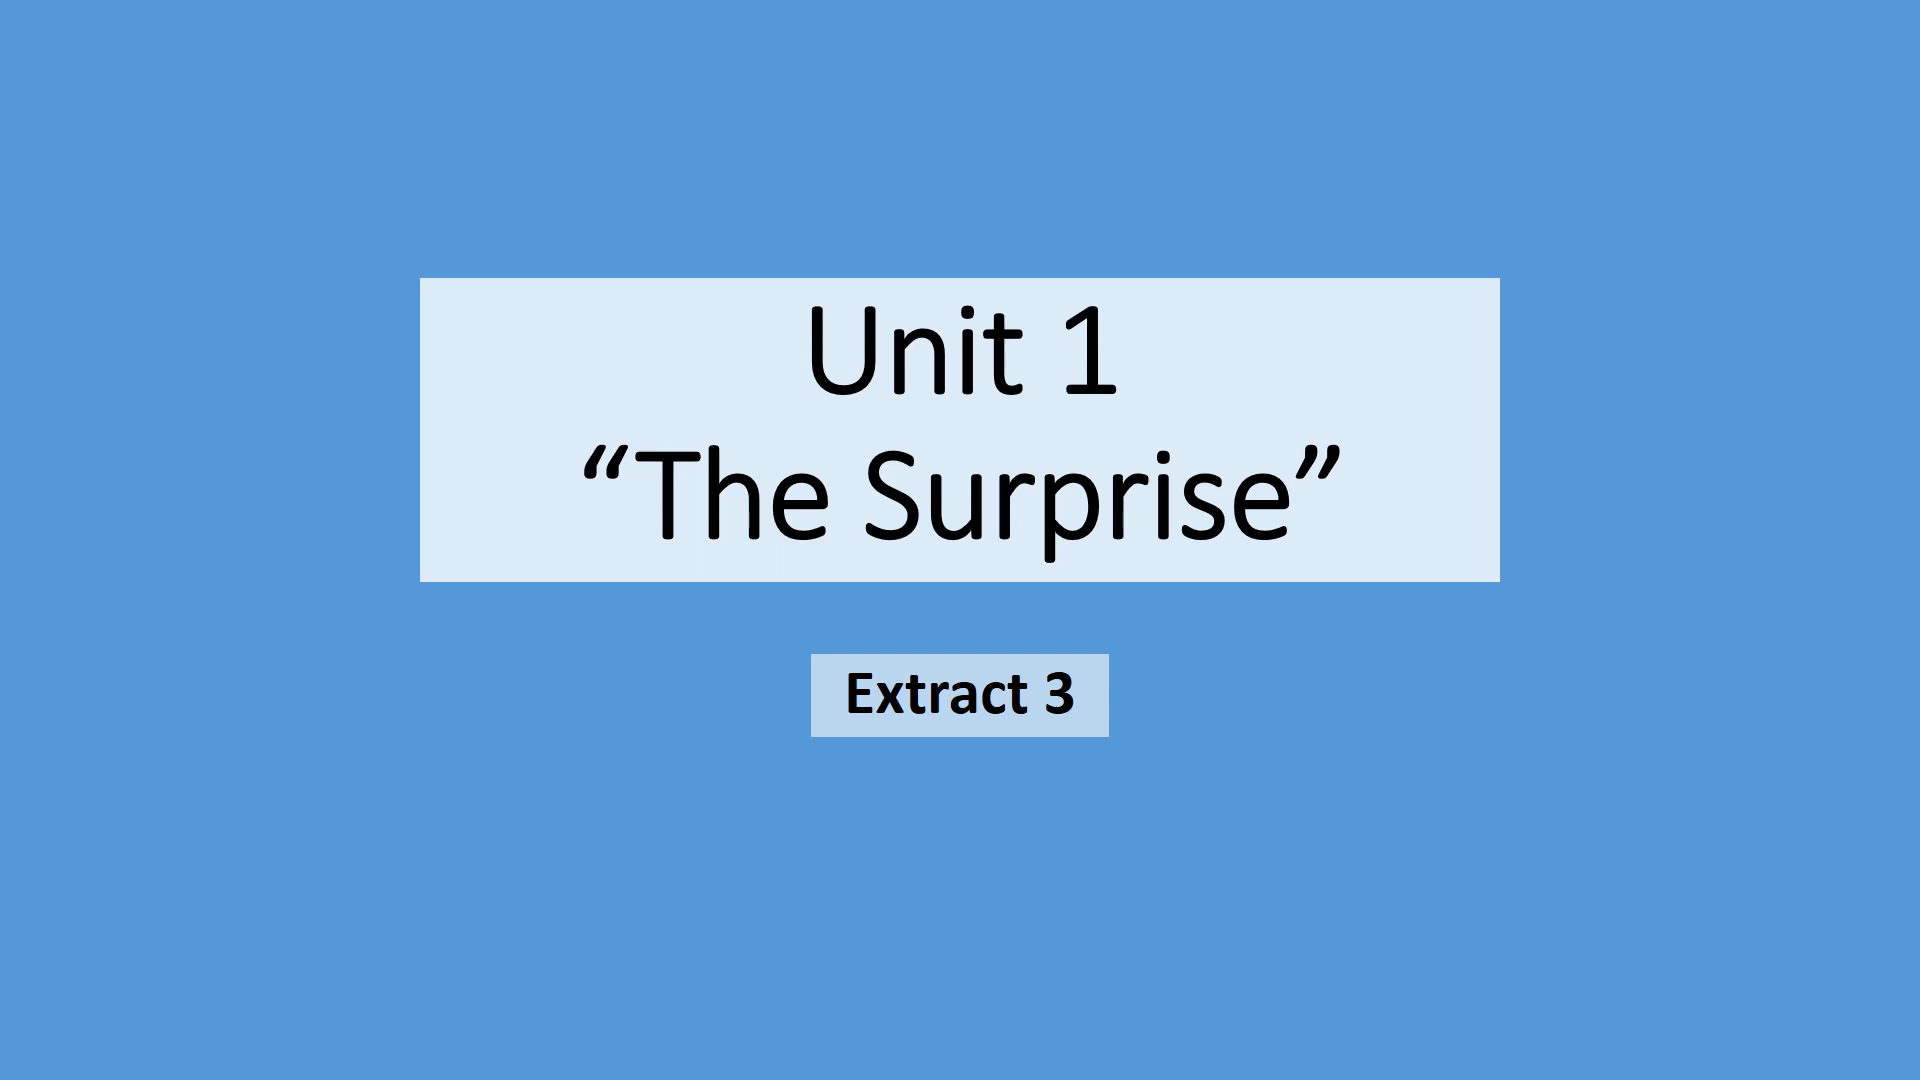 Unit 1
“The Surprise”
Extract 3